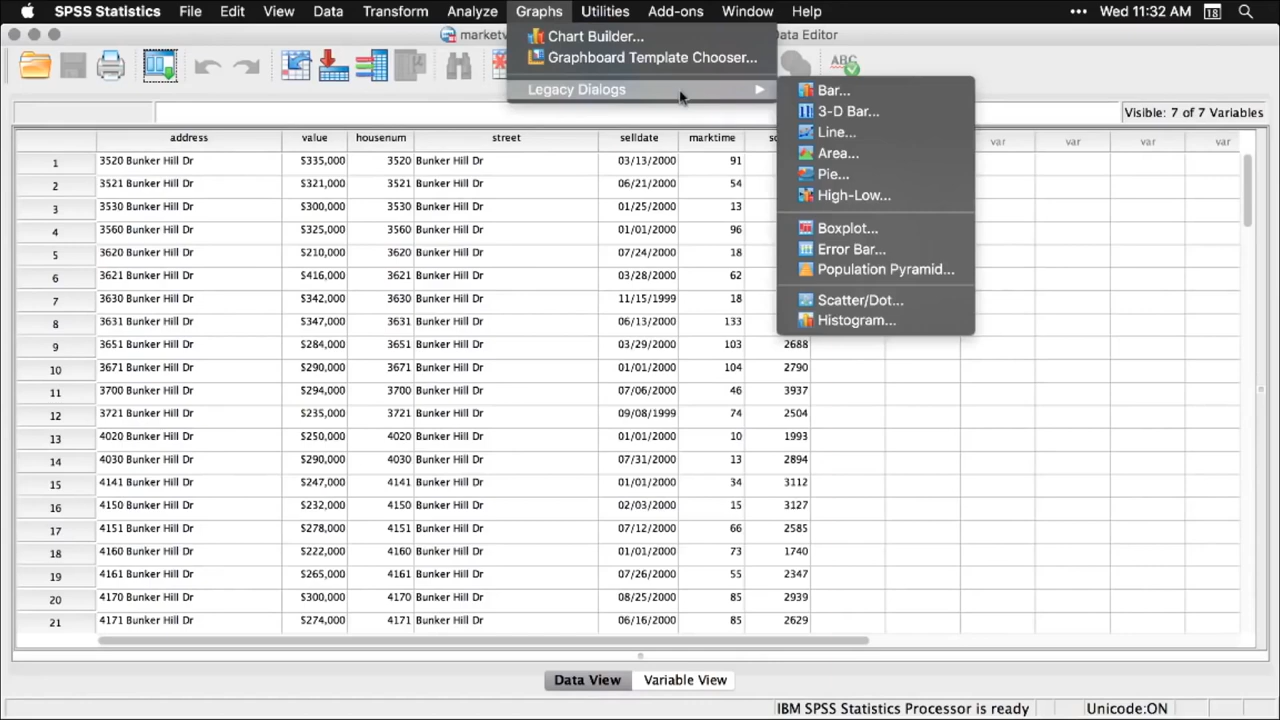 SPSS Statistics File Edit View Data Transform Analyze Graphs Utilities Add-ons Window Help ••• Wed 11:32 AM 18
Data Editor
Chart Builder...
Graphboard Template Chooser...
Legacy Dialogs
ABC
Bar...
3-D Bar...
Line...
Area...
Pie...
High-Low...
Boxplot...
Error Bar...
Population Pyramid...
Scatter/Dot...
Histogram...
Visible: 7 of 7 Variables
address value housenum street selldate marktime var var var var
1 3520 Bunker Hill Dr $335,000 3520 Bunker Hill Dr 03/13/2000 91
2 3521 Bunker Hill Dr $321,000 3521 Bunker Hill Dr 06/21/2000 54
3 3530 Bunker Hill Dr $300,000 3530 Bunker Hill Dr 01/25/2000 13
4 3560 Bunker Hill Dr $325,000 3560 Bunker Hill Dr 01/01/2000 96
5 3620 Bunker Hill Dr $210,000 3620 Bunker Hill Dr 07/24/2000 18
6 3621 Bunker Hill Dr $416,000 3621 Bunker Hill Dr 03/28/2000 62
7 3630 Bunker Hill Dr $342,000 3630 Bunker Hill Dr 11/15/1999 18
8 3631 Bunker Hill Dr $347,000 3631 Bunker Hill Dr 06/13/2000 133
9 3651 Bunker Hill Dr $284,000 3651 Bunker Hill Dr 03/29/2000 103 2688
10 3671 Bunker Hill Dr $290,000 3671 Bunker Hill Dr 01/01/2000 104 2790
11 3700 Bunker Hill Dr $294,000 3700 Bunker Hill Dr 07/06/2000 46 3937
12 3721 Bunker Hill Dr $235,000 3721 Bunker Hill Dr 09/08/1999 74 2504
13 4020 Bunker Hill Dr $250,000 4020 Bunker Hill Dr 01/01/2000 10 1993
14 4030 Bunker Hill Dr $290,000 4030 Bunker Hill Dr 07/31/2000 13 2894
15 4141 Bunker Hill Dr $247,000 4141 Bunker Hill Dr 01/01/2000 34 3112
16 4150 Bunker Hill Dr $232,000 4150 Bunker Hill Dr 02/03/2000 15 3127
17 4151 Bunker Hill Dr $278,000 4151 Bunker Hill Dr 07/12/2000 66 2585
18 4160 Bunker Hill Dr $222,000 4160 Bunker Hill Dr 01/01/2000 73 1740
19 4161 Bunker Hill Dr $265,000 4161 Bunker Hill Dr 07/26/2000 55 2347
20 4170 Bunker Hill Dr $300,000 4170 Bunker Hill Dr 08/25/2000 85 2939
21 4171 Bunker Hill Dr $274,000 4171 Bunker Hill Dr 06/16/2000 85 2629
Data View Variable View
IBM SPSS Statistics Processor is ready Unicode:ON